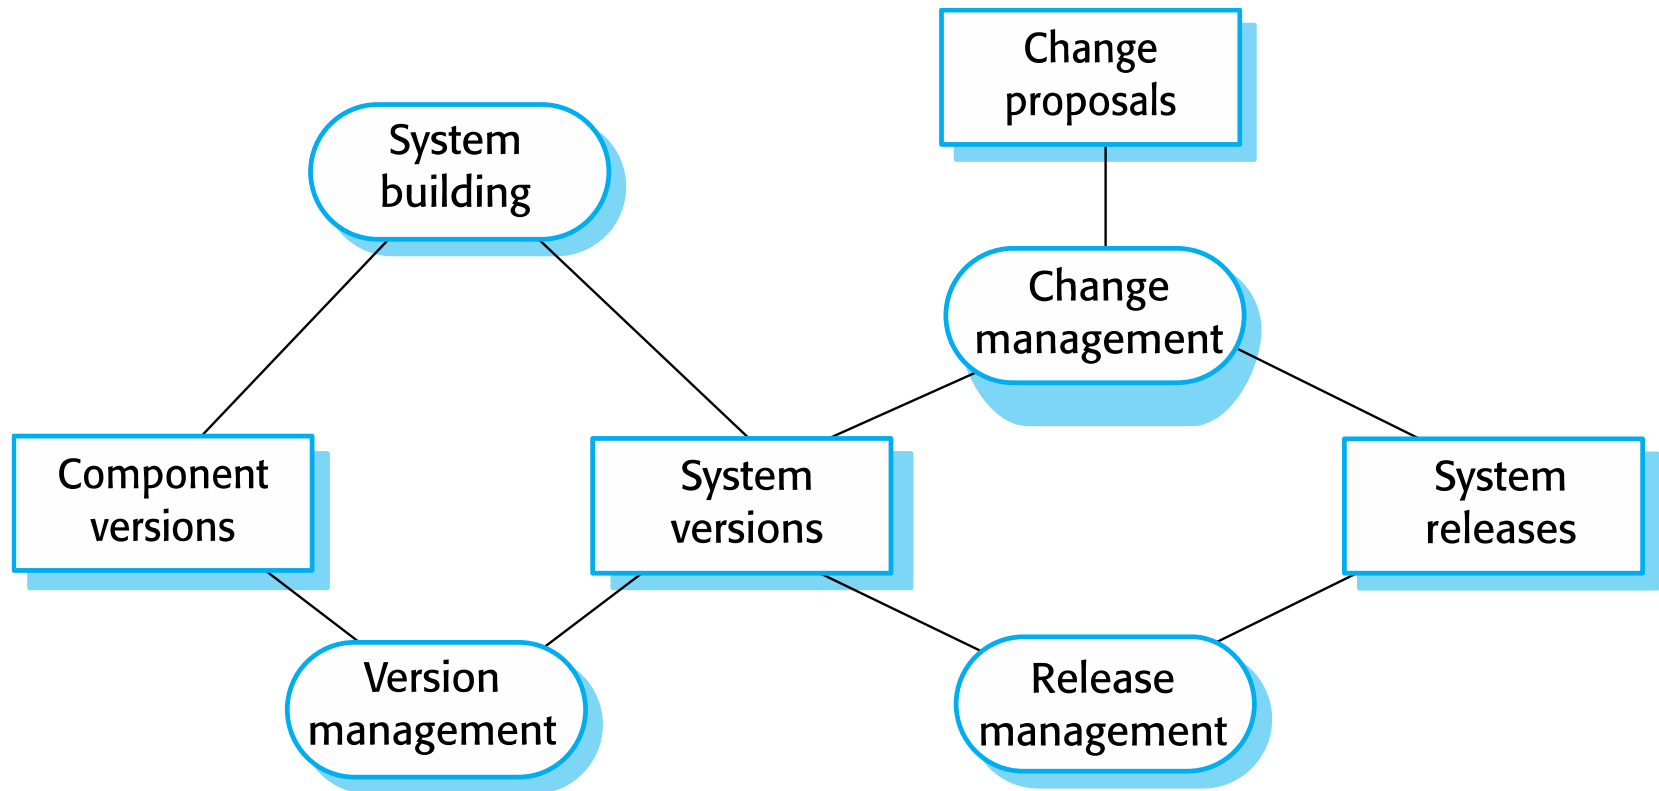 Change
proposals
System
building
Change
management
Component
versions
System
versions
System
releases
Version
management
Release
management